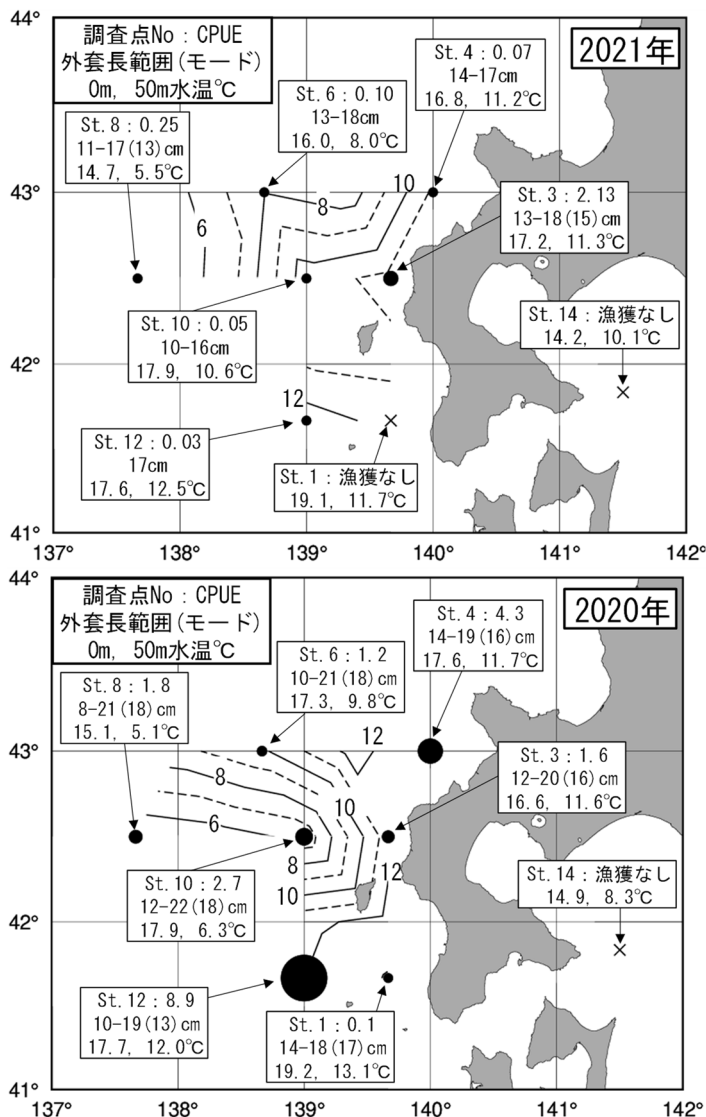 44°
調査点No：CPUE
外套長範囲(モード)
0m, 50m水温℃
2021年
St.4：0.07
14-17cm
16.8, 11.2℃
St.6：0.10
13-18cm
16.0, 8.0℃
St.8：0.25
11-17(13)cm
14.7, 5.5℃
43°
10
8
6
St.3：2.13
13-18(15)cm
17.2, 11.3℃
St.10：0.05
10-16cm
17.9, 10.6℃
St.14：漁獲なし
14.2, 10.1℃
42°
12
St.12：0.03
17cm
17.6, 12.5℃
St.1：漁獲なし
19.1, 11.7℃
41°
137°
138°
139°
140°
141°
142°
44°
調査点No：CPUE
外套長範囲(モード)
0m, 50m水温℃
2020年
St.4：4.3
14-19(16)cm
17.6, 11.7℃
St.6：1.2
10-21(18)cm
17.3, 9.8℃
St.8：1.8
8-21(18)cm
15.1, 5.1℃
43°
12
8
10
6
St.3：1.6
12-20(16)cm
16.6, 11.6℃
8
10
12
St.10：2.7
12-22(18)cm
17.9, 6.3℃
St.14：漁獲なし
14.9, 8.3℃
42°
St.12：8.9
10-19(13)cm
17.7, 12.0℃
St.1：0.1
14-18(17)cm
19.2, 13.1℃
41°
137°
138°
139°
140°
141°
142°